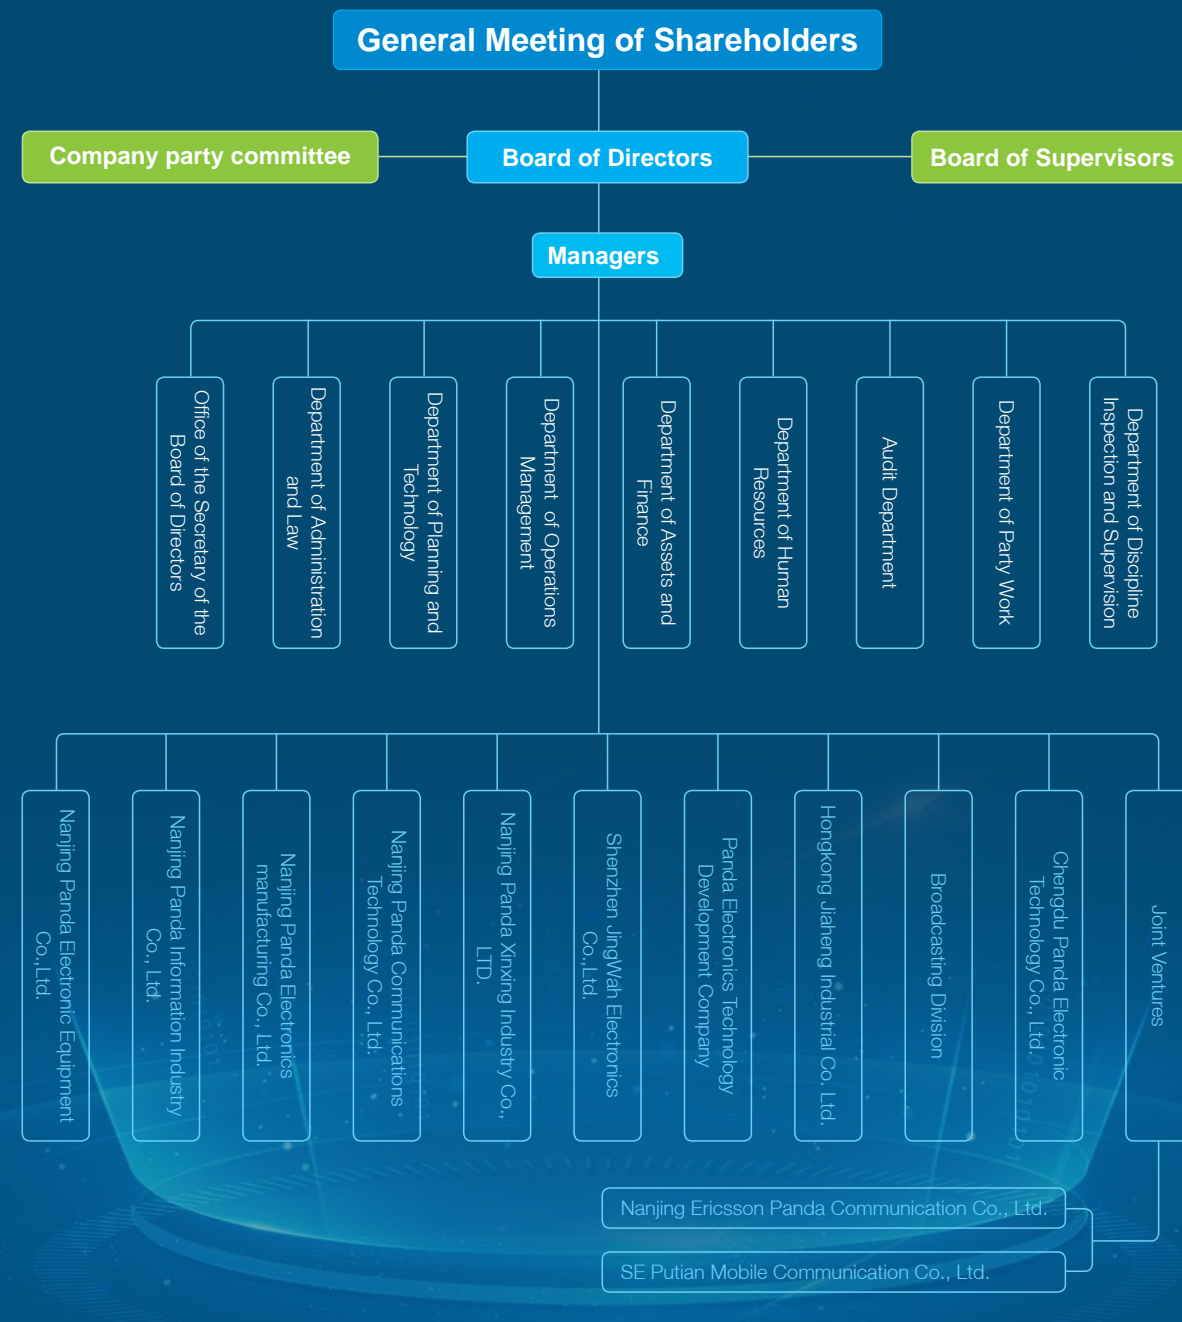 General Meeting of Shareholders
Company party committee
Board of Directors
Board of Supervisors
Managers
Office of the Secretary of the
Board of Directors
Department of Administration
and Law
Department of Planning and
Technology
Department of Operations
Management
Department of Assets and
Finance
Department of Human
Resources
Audit Department
Department of Party Work
Department of Discipline
Inspection and Supervision
Nanjing Panda Electronic Equipment
Co.,Ltd.
Nanjing Panda Information Industry
Co., Ltd.
Nanjing Panda Electronics
manufacturing Co., Ltd.
Nanjing Panda Communications
Technology Co., Ltd.
Nanjing Panda Xinxing Industry Co.,
LTD.
Shenzhen JingWah Electronics
Co.,Ltd.
Panda Electronics Technology
Development Company
Hongkong Jiaheng Industrial Co. Ltd.
Broadcasting Division
Chengdu Panda Electronic
Technology Co., Ltd.
Joint Ventures
Nanjing Ericsson Panda Communication Co., Ltd.
SE Putian Mobile Communication Co., Ltd.